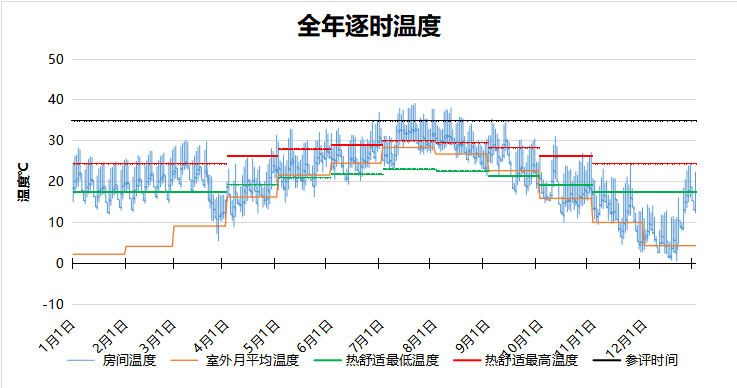 全年逐时温度
50
40
30
20
10
0
-10
温度℃
1月1日
2月1日
3月1日
4月1日
5月1日
6月1日
7月1日
8月1日
9月1日
10月1日
11月1日
12月1日
房间温度 室外月平均温度 热舒适最低温度 热舒适最高温度 参评时间